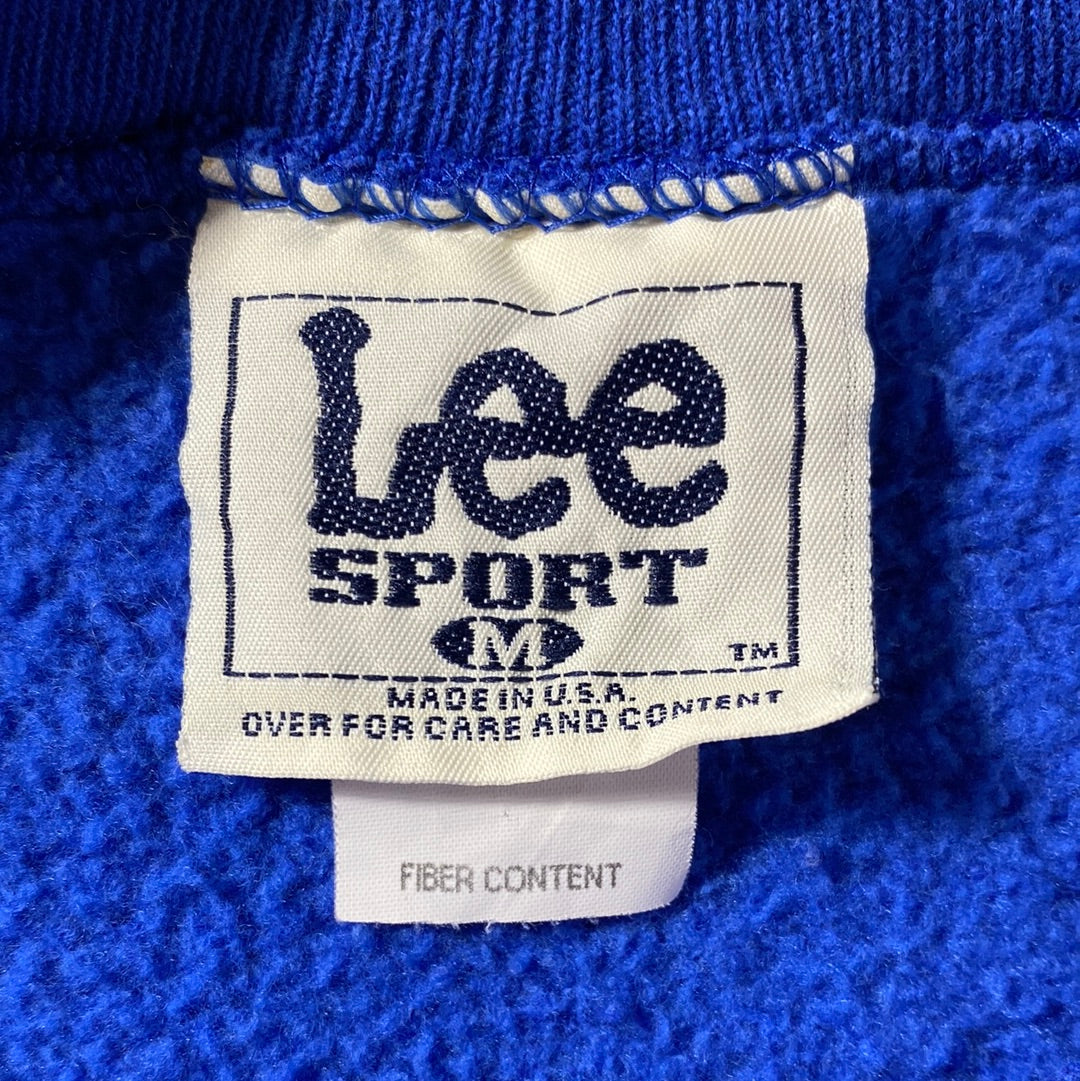 Lee
SPORT
M
TM
MADE IN U.S.A.
OVER FOR CARE AND CONTENT
FIBER CONTENT